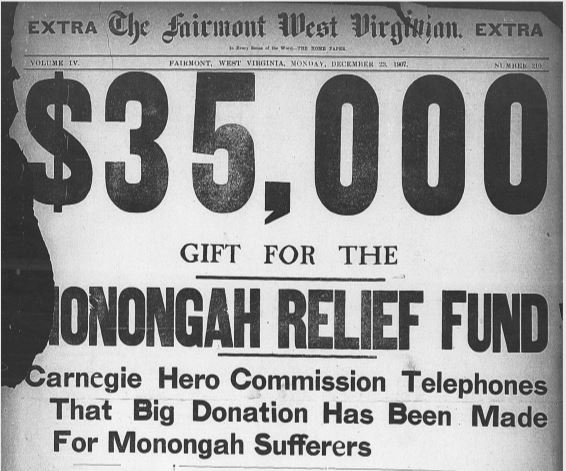 EXTRA The Fairmont West Virginian. EXTRA
In Every Sense of the Word—THE HOME PAPER.
VOLUME IV. FAIRMONT, WEST VIRGINIA, MONDAY, DECEMBER 23, 1907. NUMBER 210
$35,000
GIFT FOR THE
MONONGAH RELIEF FUND
Carnegie Hero Commission Telephones
That Big Donation Has Been Made
For Monongah Sufferers